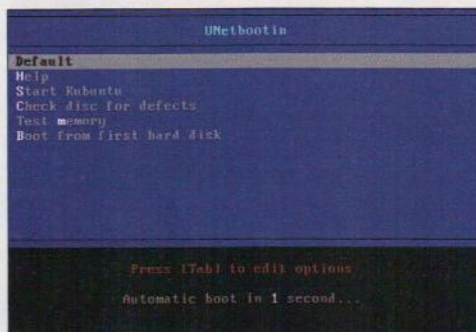 UNetbootin
Default
Help
Start Kubuntu
Check disc for defects
Test memory
Boot from first hard disk
Press [Tab] to edit options
Automatic boot in 1 second...